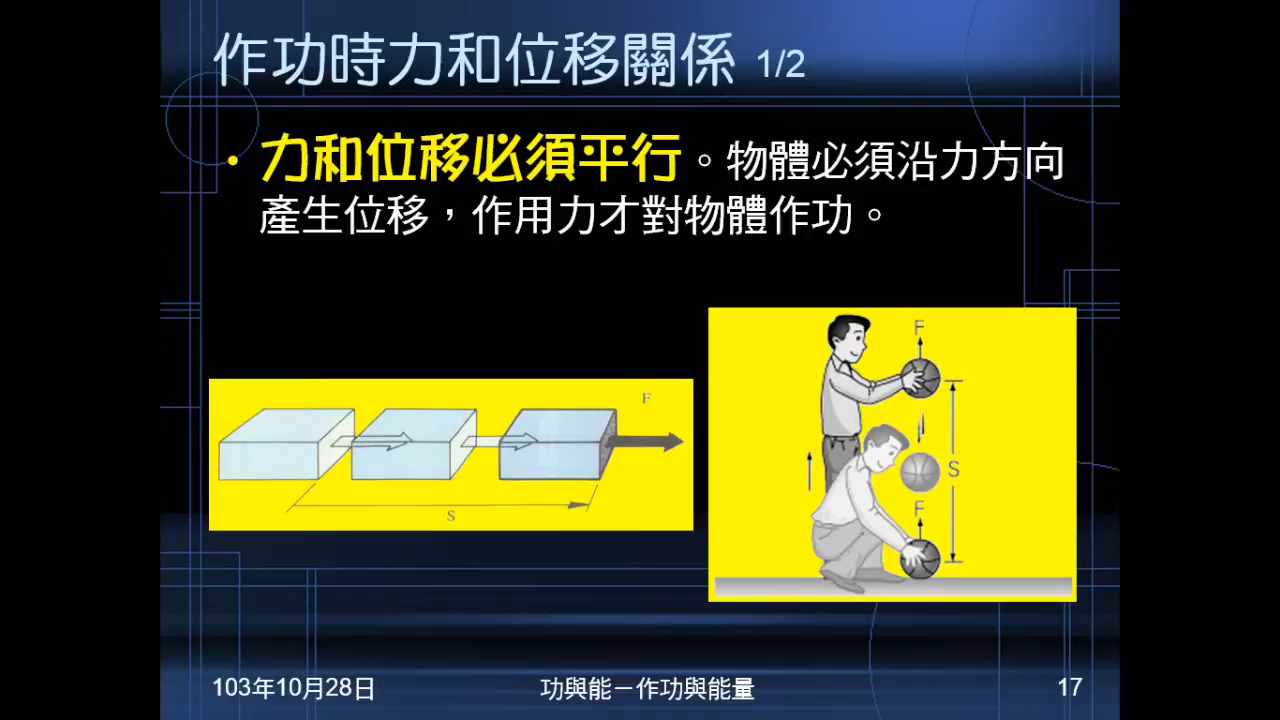 作功時力和位移關係 1/2
• 力和位移必須平行。物體必須沿力方向
產生位移，作用力才對物體作功。
F
S
F
S
F
103年10月28日
功與能－作功與能量
17